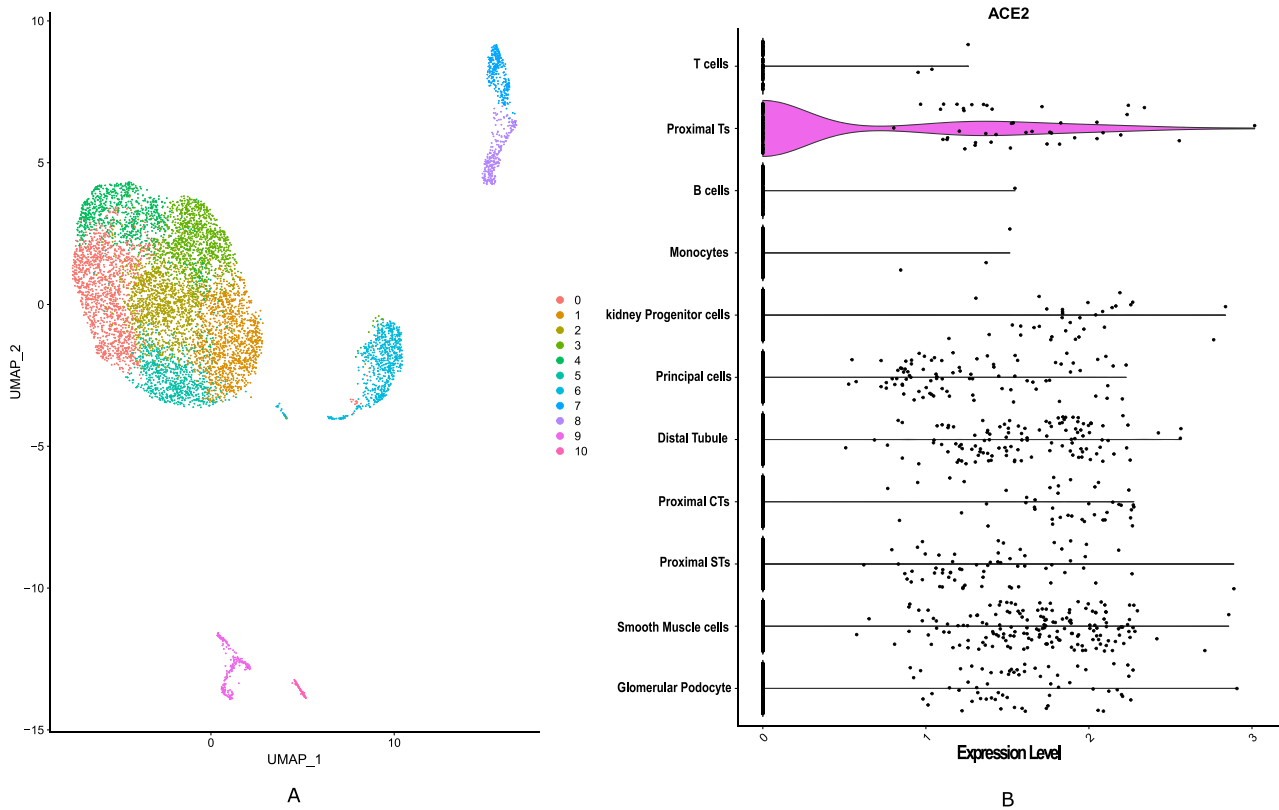 10
5
0
−5
−10
−15
UMAP_2
0
10
UMAP_1
A
0
1
2
3
4
5
6
7
8
9
10
ACE2
T cells
Proximal Ts
B cells
Monocytes
kidney Progenitor cells
Principal cells
Distal Tubule
Proximal CTs
Proximal STs
Smooth Muscle cells
Glomerular Podocyte
0
1
2
3
Expression Level
B